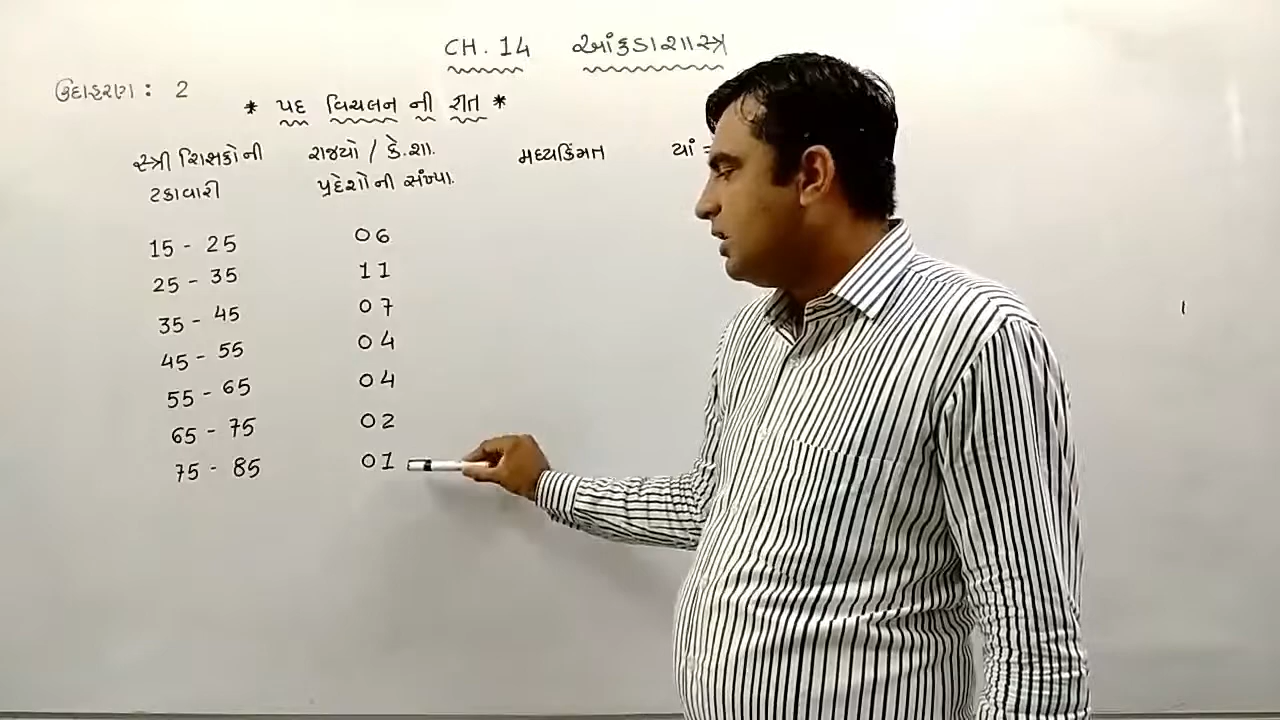 CH. 14 આંકડાશાસ્ત્ર
ઉદાહરણ : 2
* પદ વિચલન ની રીત *
સ્ત્રી શિક્ષકોની ટકાવારી
રાજ્યો / કે.શા. પ્રદેશોની સંખ્યા.
મધ્યકિંમત
યાં =
15 - 25 06
25 - 35 11
35 - 45 07
45 - 55 04
55 - 65 04
65 - 75 02
75 - 85 01